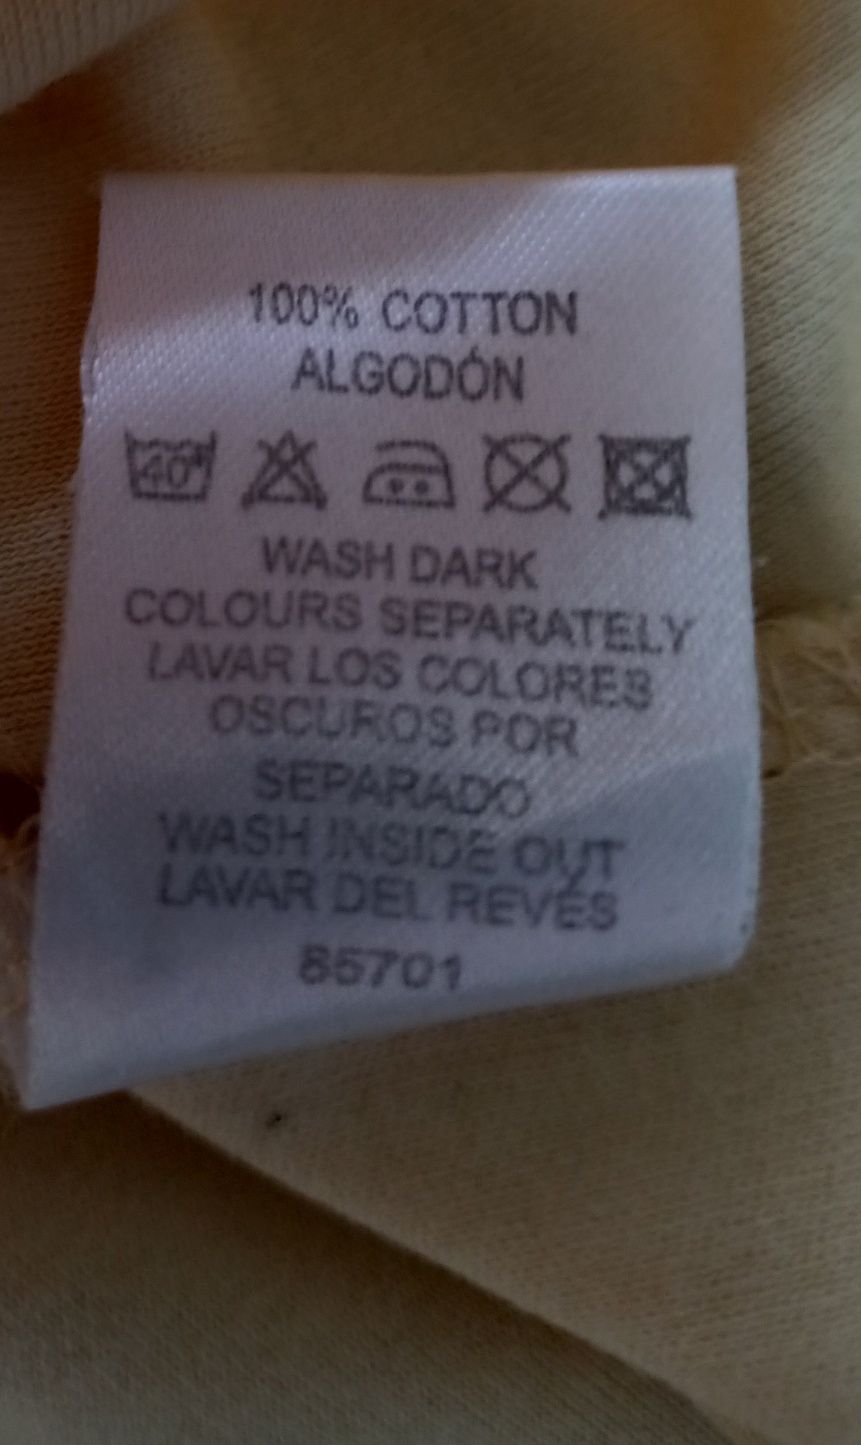 100% COTTON
ALGODÓN
40°
WASH DARK
COLOURS SEPARATELY
LAVAR LOS COLORES
OSCUROS POR
SEPARADO
WASH INSIDE OUT
LAVAR DEL REVÉS
85701